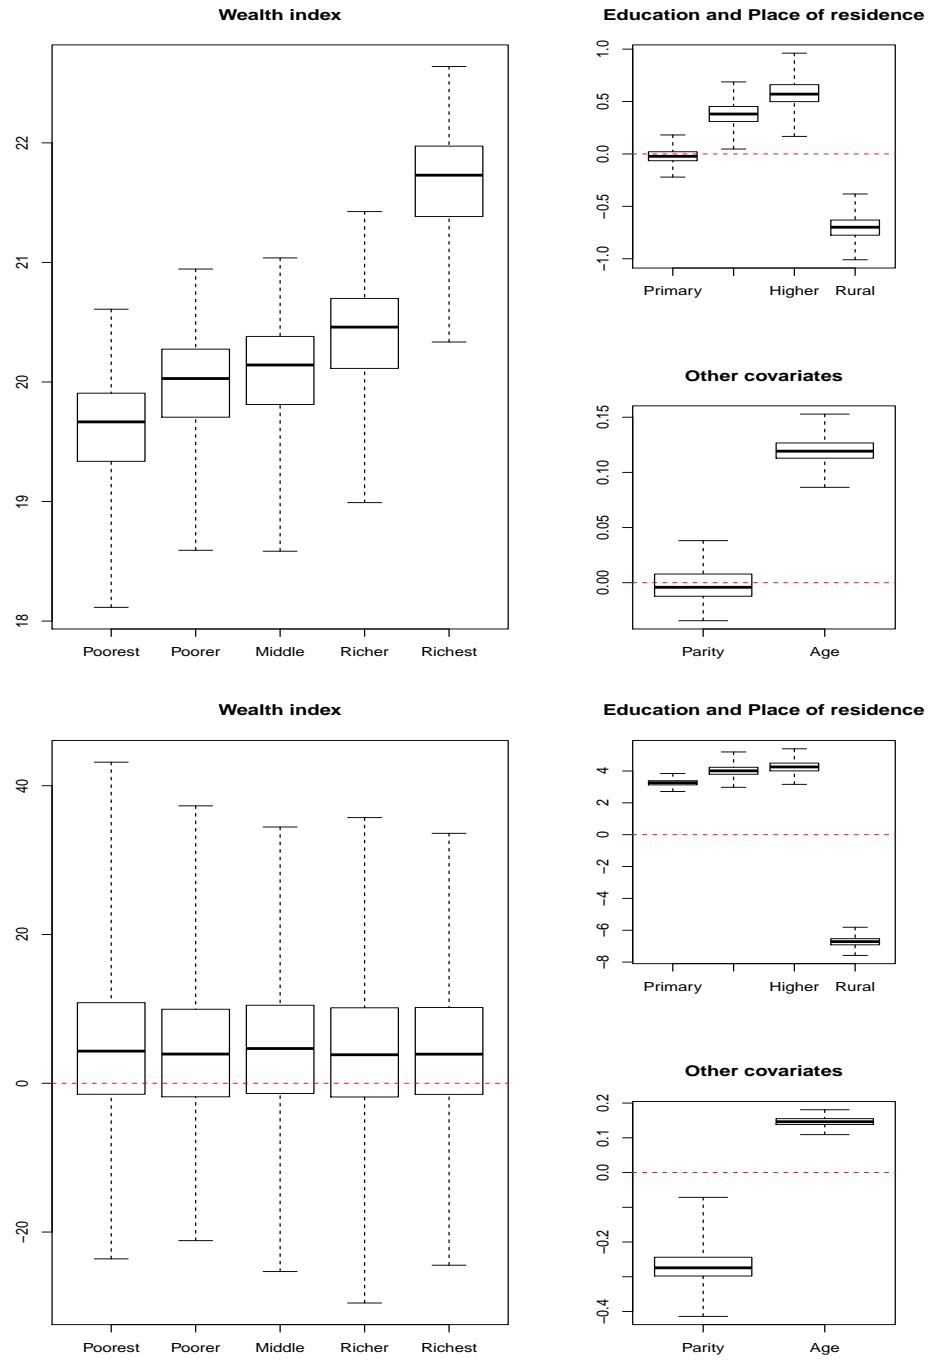 Wealth index
22
21
20
19
18
Poorest Poorer Middle Richer Richest
Education and Place of residence
1.0
0.5
0.0
−0.5
−1.0
Primary Higher Rural
Other covariates
0.15
0.10
0.05
0.00
Parity Age
Wealth index
40
20
0
−20
Poorest Poorer Middle Richer Richest
Education and Place of residence
4
2
0
−2
−4
−6
−8
Primary Higher Rural
Other covariates
0.2
0.0
−0.2
−0.4
Parity Age